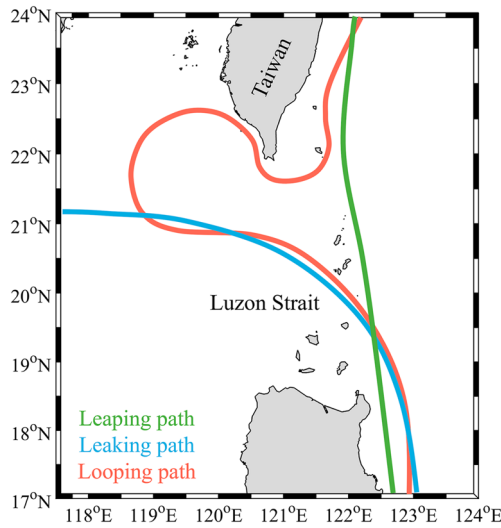 24°N
23°N
22°N
21°N
20°N
19°N
18°N
17°N
Taiwan
Luzon Strait
Leaping path
Leaking path
Looping path
118°E 119°E 120°E 121°E 122°E 123°E 124°E